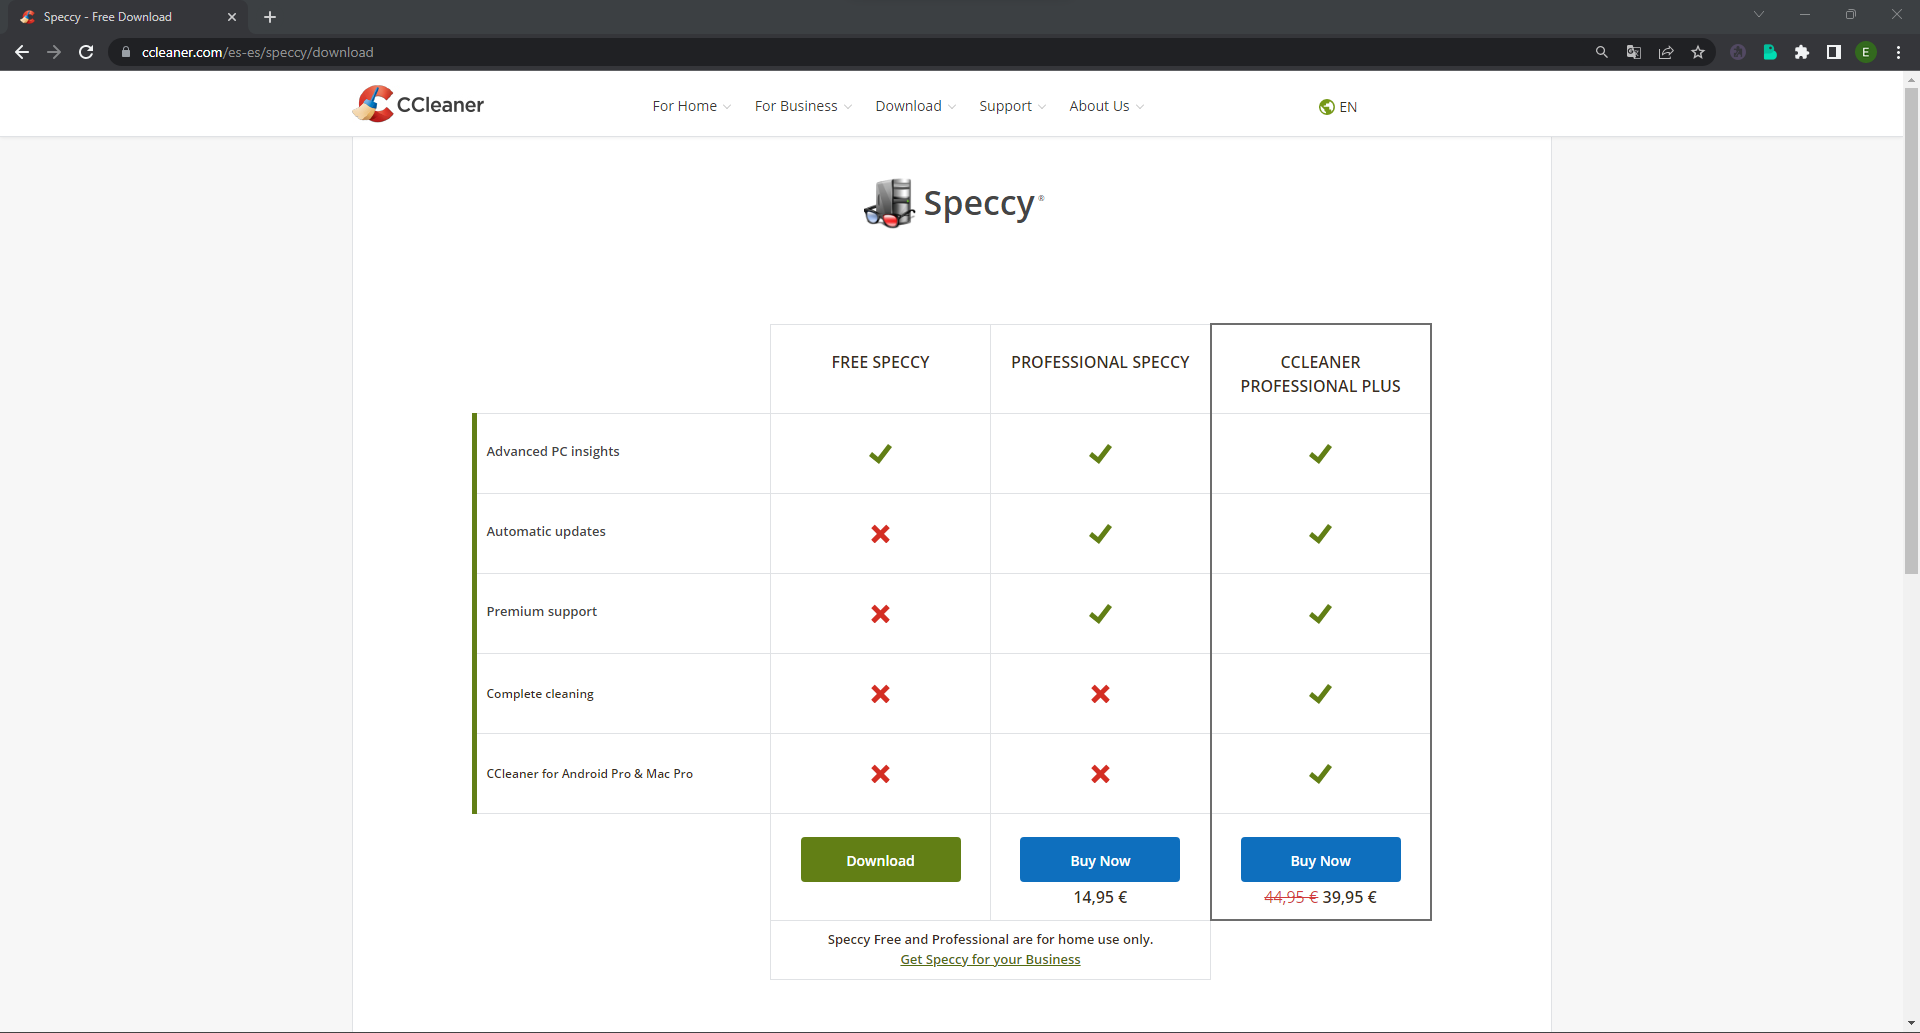 Speccy - Free Download
ccleaner.com/es-es/speccy/download
E
CCleaner
For Home
For Business
Download
Support
About Us
EN
Speccy®
FREE SPECCY
PROFESSIONAL SPECCY
CCLEANER
PROFESSIONAL PLUS
Advanced PC insights
Automatic updates
Premium support
Complete cleaning
CCleaner for Android Pro & Mac Pro
Download
Buy Now
Buy Now
14,95 €
44,95 € 39,95 €
Speccy Free and Professional are for home use only.
Get Speccy for your Business